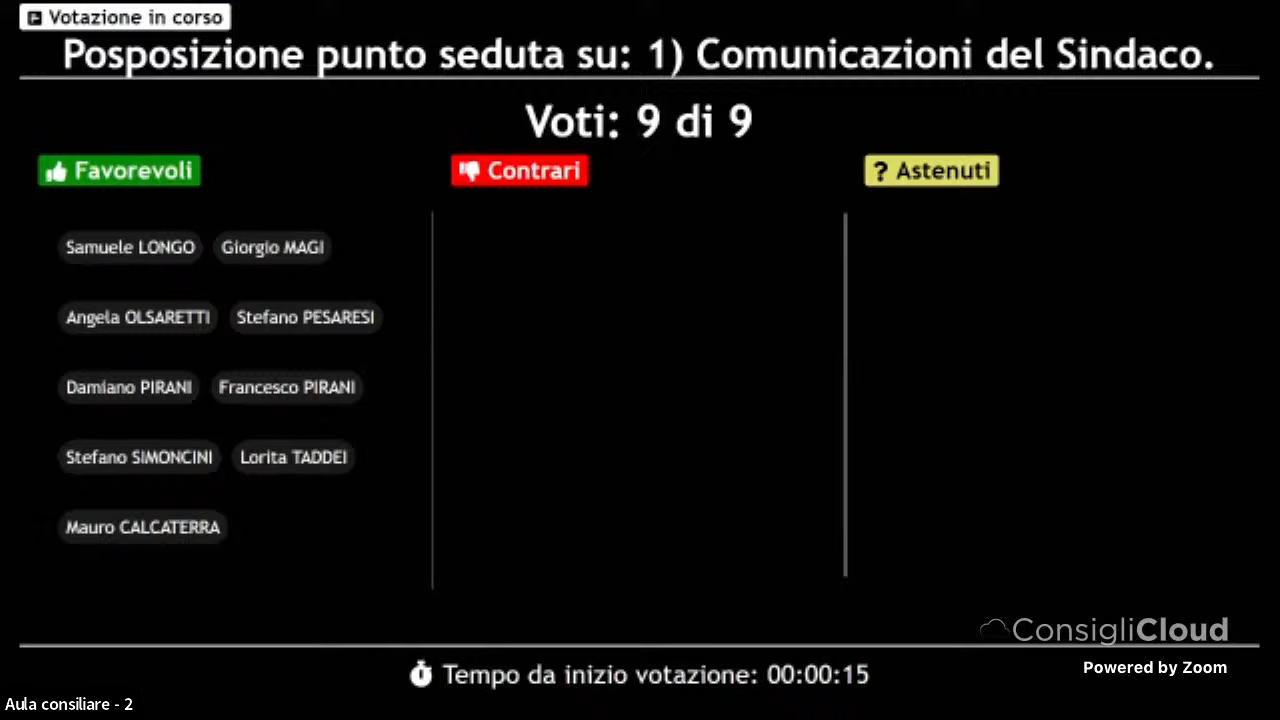 Votazione in corso
Posposizione punto seduta su: 1) Comunicazioni del Sindaco.
Voti: 9 di 9
Favorevoli
Contrari
? Astenuti
Samuele LONGO Giorgio MAGI
Angela OLSARETTI Stefano PESARESI
Damiano PIRANI Francesco PIRANI
Stefano SIMONCINI Lorita TADDEI
Mauro CALCATERRA
ConsigliCloud
Powered by Zoom
Tempo da inizio votazione: 00:00:15
Aula consiliare - 2